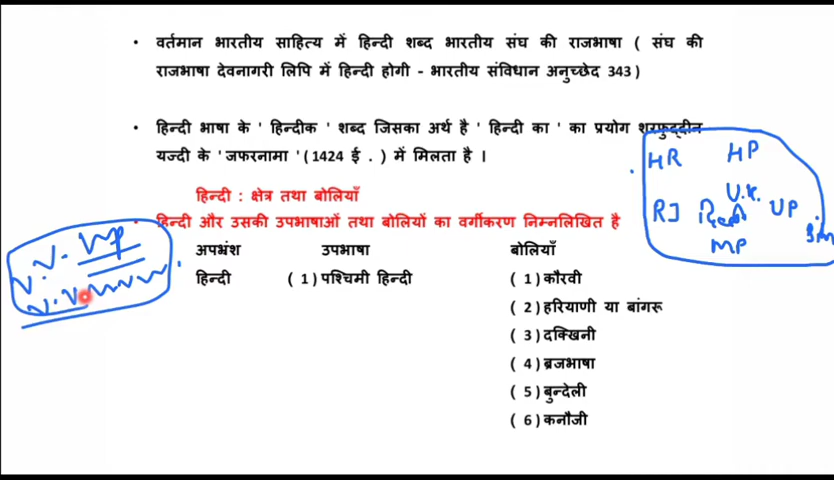 • वर्तमान भारतीय साहित्य में हिन्दी शब्द भारतीय संघ की राजभाषा ( संघ की
राजभाषा देवनागरी लिपि में हिन्दी होगी - भारतीय संविधान अनुच्छेद 343 )
• हिन्दी भाषा के ' हिन्दीक ' शब्द जिसका अर्थ है ' हिन्दी का ' का प्रयोग शरफुद्दीन
यज्दी के 'जफरनामा '(1424 ई . ) में मिलता है ।
HR HP
U.K.
RJ दिल्ली UP
MP
हिन्दी : क्षेत्र तथा बोलियाँ
• हिन्दी और उसकी उपभाषाओं तथा बोलियों का वर्गीकरण निम्नलिखित है
V. V. Imp
अपभ्रंश उपभाषा बोलियाँ
हिन्दी ( 1 ) पश्चिमी हिन्दी ( 1 ) कौरवी
( 2 ) हरियाणी या बांगरू
( 3 ) दक्खिनी
( 4 ) ब्रजभाषा
( 5 ) बुन्देली
( 6 ) कनौजी